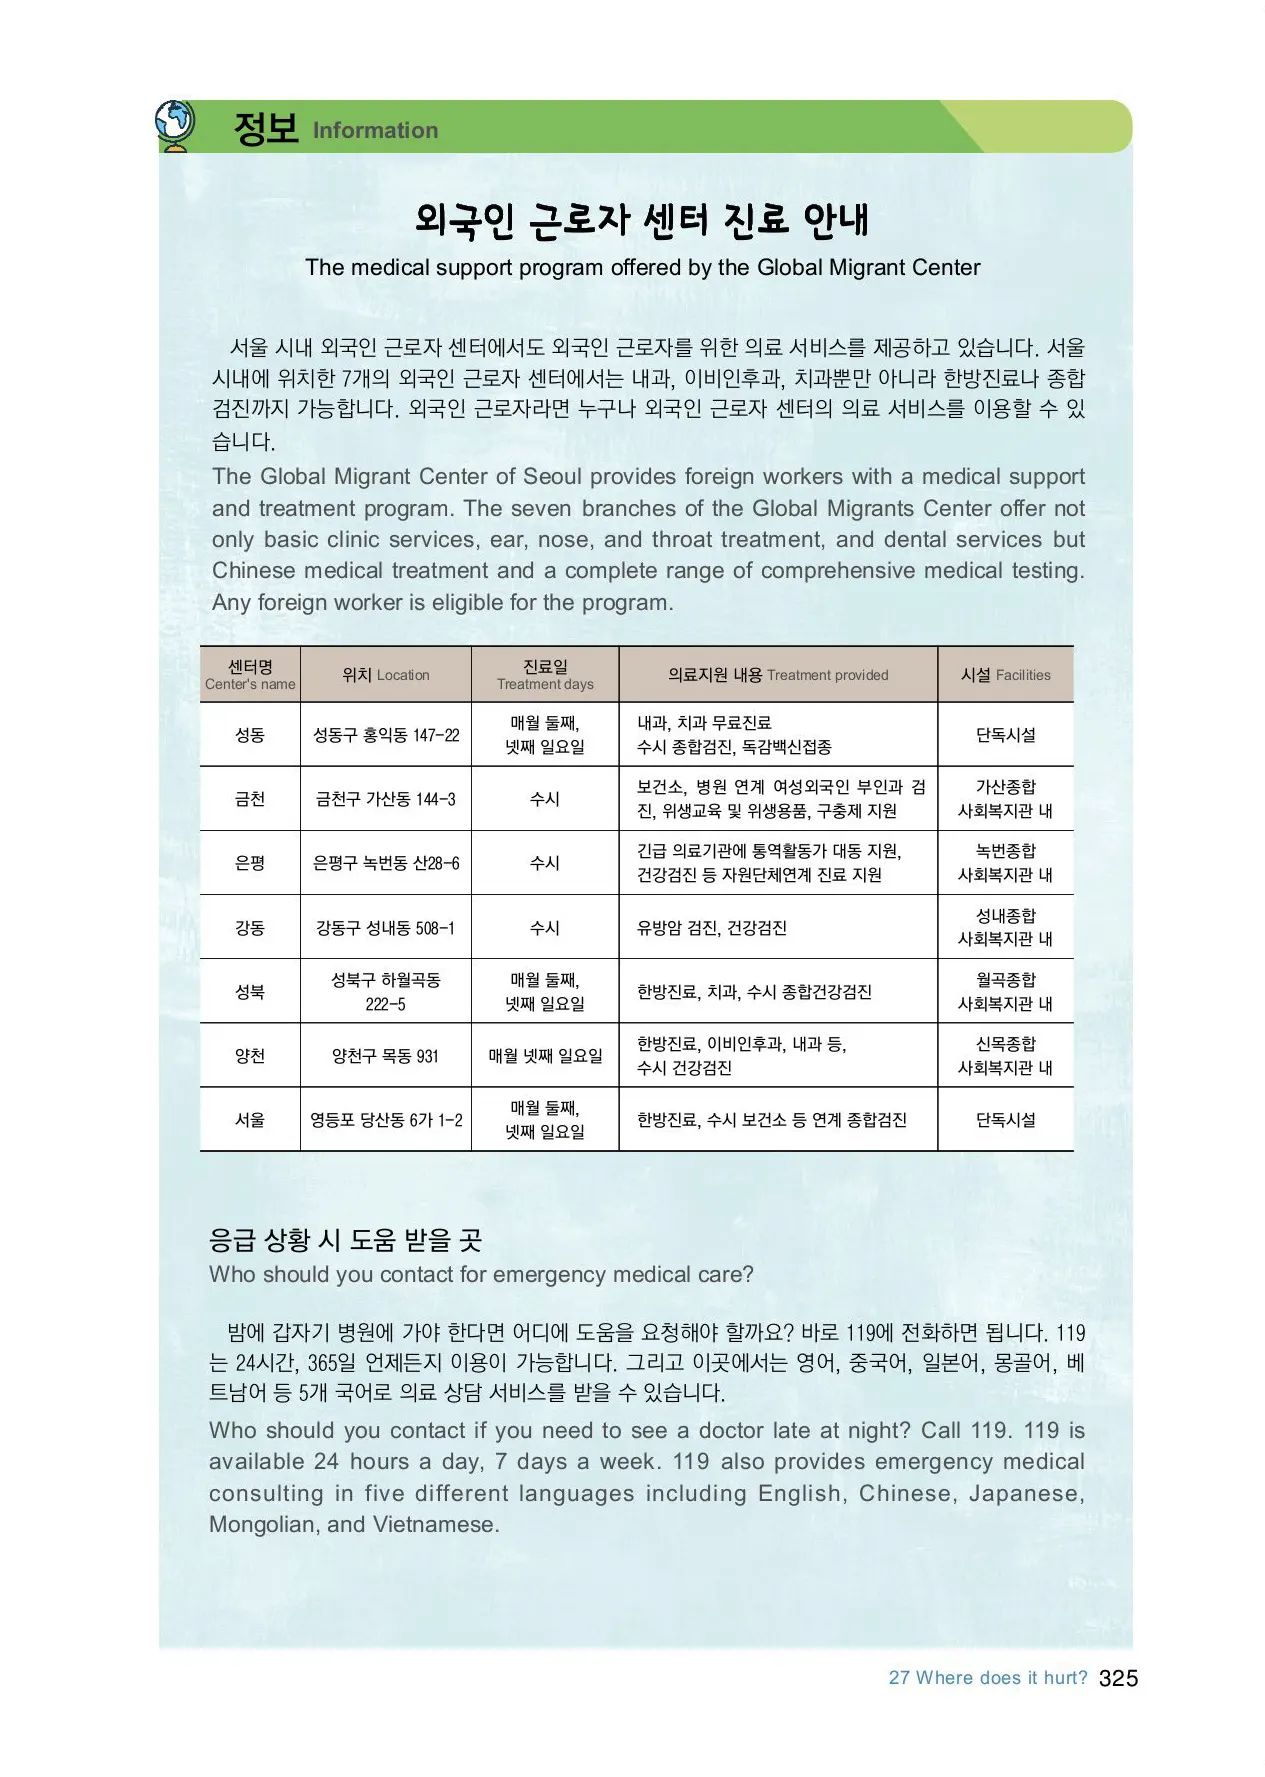 정보 Information
외국인 근로자 센터 진료 안내
The medical support program offered by the Global Migrant Center
서울 시내 외국인 근로자 센터에서도 외국인 근로자를 위한 의료 서비스를 제공하고 있습니다. 서울
시내에 위치한 7개의 외국인 근로자 센터에서는 내과, 이비인후과, 치과뿐만 아니라 한방진료나 종합
검진까지 가능합니다. 외국인 근로자라면 누구나 외국인 근로자 센터의 의료 서비스를 이용할 수 있
습니다.
The Global Migrant Center of Seoul provides foreign workers with a medical support
and treatment program. The seven branches of the Global Migrants Center offer not
only basic clinic services, ear, nose, and throat treatment, and dental services but
Chinese medical treatment and a complete range of comprehensive medical testing.
Any foreign worker is eligible for the program.
센터명
Center's name
위치 Location
진료일
Treatment days
의료지원 내용 Treatment provided
시설 Facilities
성동
성동구 홍익동 147-22
매월 둘째,
넷째 일요일
내과, 치과 무료진료
수시 종합검진, 독감백신접종
단독시설
금천
금천구 가산동 144-3
수시
보건소, 병원 연계 여성외국인 부인과 검
진, 위생교육 및 위생용품, 구충제 지원
가산종합
사회복지관 내
은평
은평구 녹번동 산28-6
수시
긴급 의료기관에 통역활동가 대동 지원,
건강검진 등 자원단체연계 진료 지원
녹번종합
사회복지관 내
강동
강동구 성내동 508-1
수시
유방암 검진, 건강검진
성내종합
사회복지관 내
성북
성북구 하월곡동
222-5
매월 둘째,
넷째 일요일
한방진료, 치과, 수시 종합건강검진
월곡종합
사회복지관 내
양천
양천구 목동 931
매월 넷째 일요일
한방진료, 이비인후과, 내과 등,
수시 건강검진
신목종합
사회복지관 내
서울
영등포 당산동 6가 1-2
매월 둘째,
넷째 일요일
한방진료, 수시 보건소 등 연계 종합검진
단독시설
응급 상황 시 도움 받을 곳
Who should you contact for emergency medical care?
밤에 갑자기 병원에 가야 한다면 어디에 도움을 요청해야 할까요? 바로 119에 전화하면 됩니다. 119
는 24시간, 365일 언제든지 이용이 가능합니다. 그리고 이곳에서는 영어, 중국어, 일본어, 몽골어, 베
트남어 등 5개 국어로 의료 상담 서비스를 받을 수 있습니다.
Who should you contact if you need to see a doctor late at night? Call 119. 119 is
available 24 hours a day, 7 days a week. 119 also provides emergency medical
consulting in five different languages including English, Chinese, Japanese,
Mongolian, and Vietnamese.
27 Where does it hurt? 325